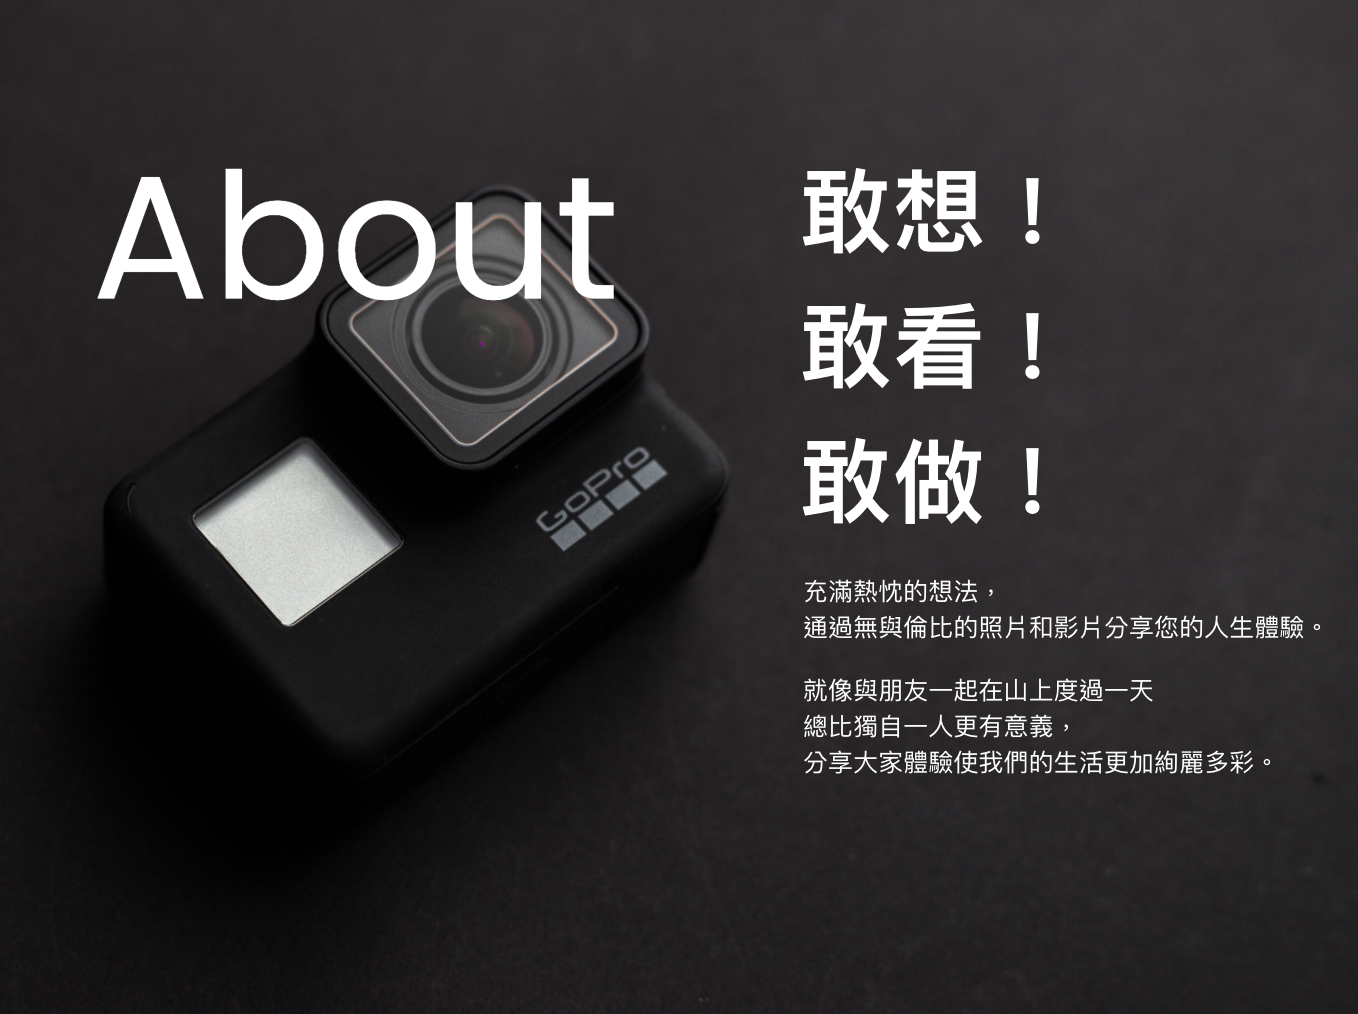 About
GoPro
敢想！
敢看！
敢做！
充滿熱忱的想法，
通過無與倫比的照片和影片分享您的人生體驗。
就像與朋友一起在山上度過一天
總比獨自一人更有意義，
分享大家體驗使我們的生活更加絢麗多彩。